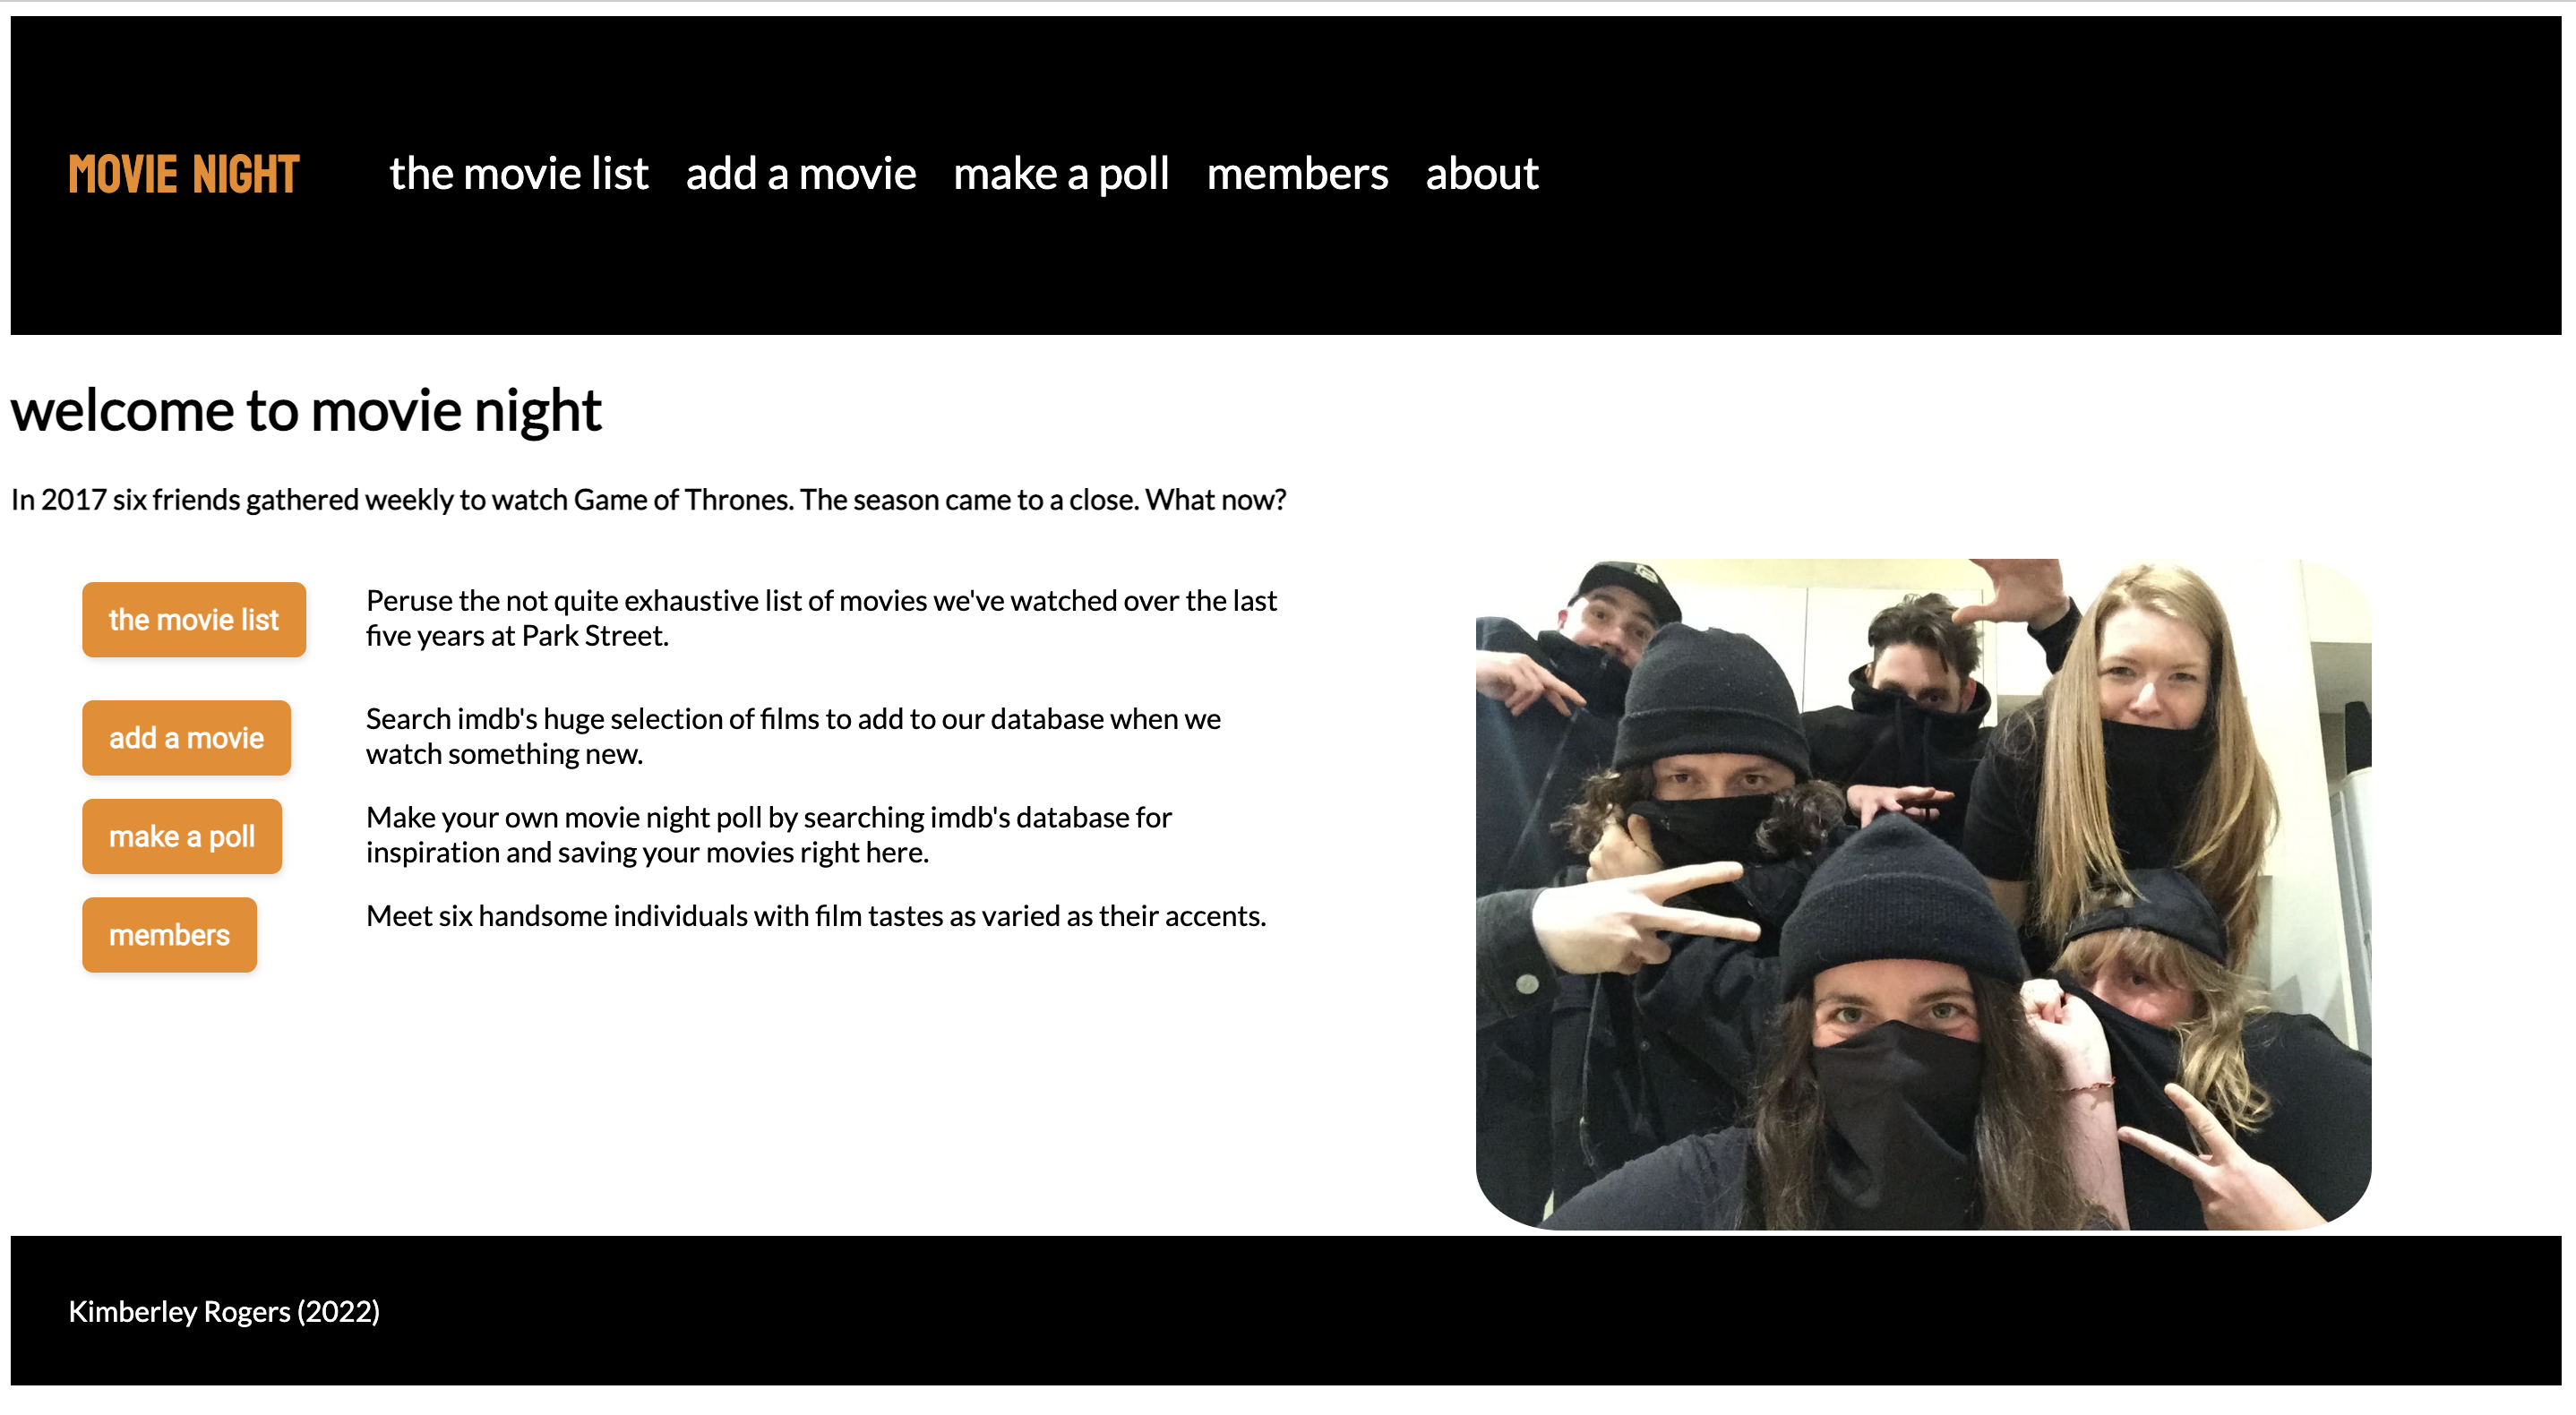 MOVIE NIGHT
the movie list add a movie make a poll members about
welcome to movie night
In 2017 six friends gathered weekly to watch Game of Thrones. The season came to a close. What now?
the movie list
Peruse the not quite exhaustive list of movies we've watched over the last
five years at Park Street.
add a movie
Search imdb's huge selection of films to add to our database when we
watch something new.
make a poll
Make your own movie night poll by searching imdb's database for
inspiration and saving your movies right here.
members
Meet six handsome individuals with film tastes as varied as their accents.
Kimberley Rogers (2022)